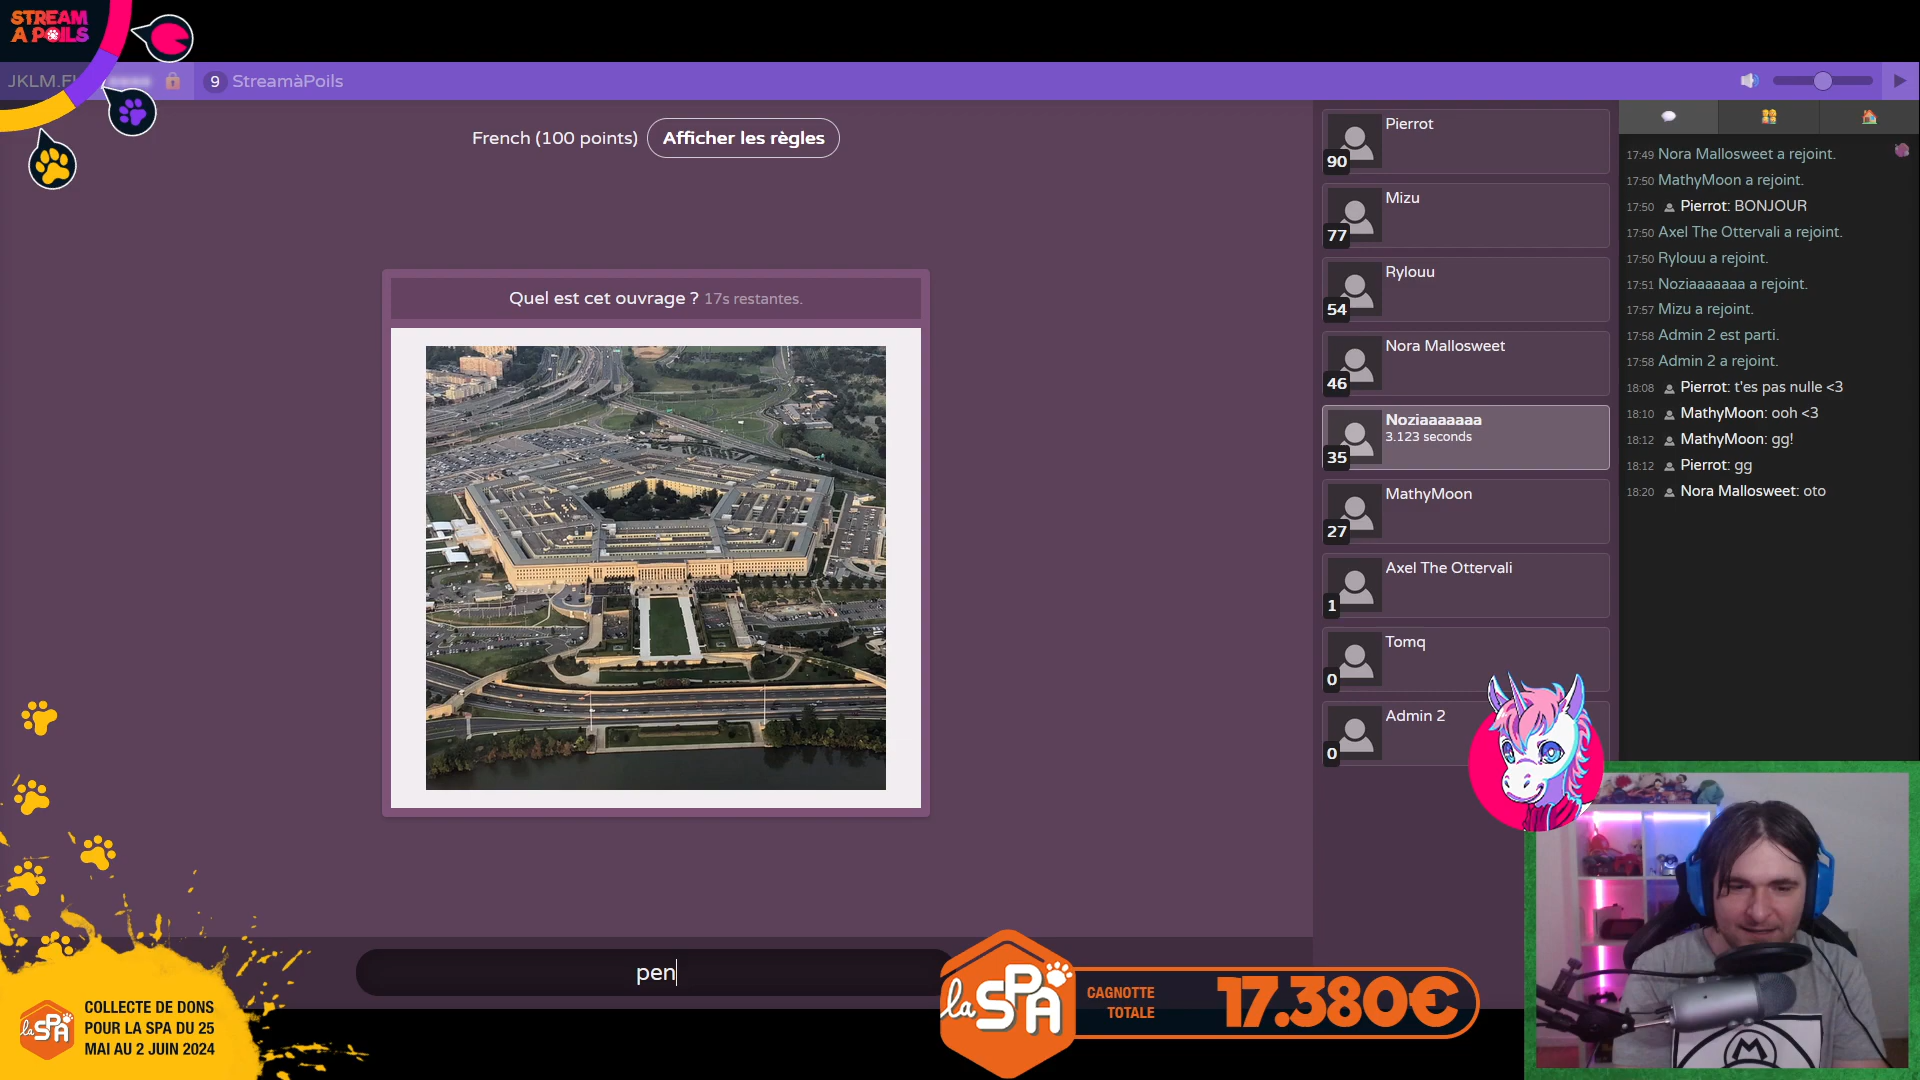 STREAM
A POILS
JKLM.F
9 StreamàPoils
French (100 points) Afficher les règles
Quel est cet ouvrage ? 17s restantes.
pen
Pierrot
90
Mizu
77
Rylouu
54
Nora Mallosweet
46
Noziaaaaaaa
3.123 seconds
35
MathyMoon
27
Axel The Ottervali
1
Tomq
0
Admin 2
0
17:49 Nora Mallosweet a rejoint.
17:50 MathyMoon a rejoint.
17:50 Pierrot: BONJOUR
17:50 Axel The Ottervali a rejoint.
17:50 Rylouu a rejoint.
17:51 Noziaaaaaaa a rejoint.
17:57 Mizu a rejoint.
17:58 Admin 2 est parti.
17:58 Admin 2 a rejoint.
18:08 Pierrot: t'es pas nulle <3
18:10 MathyMoon: ooh <3
18:12 MathyMoon: gg!
18:12 Pierrot: gg
18:20 Nora Mallosweet: oto
la SPA
COLLECTE DE DONS
POUR LA SPA DU 25
MAI AU 2 JUIN 2024
la SPA
CAGNOTTE
TOTALE
17.380€
M